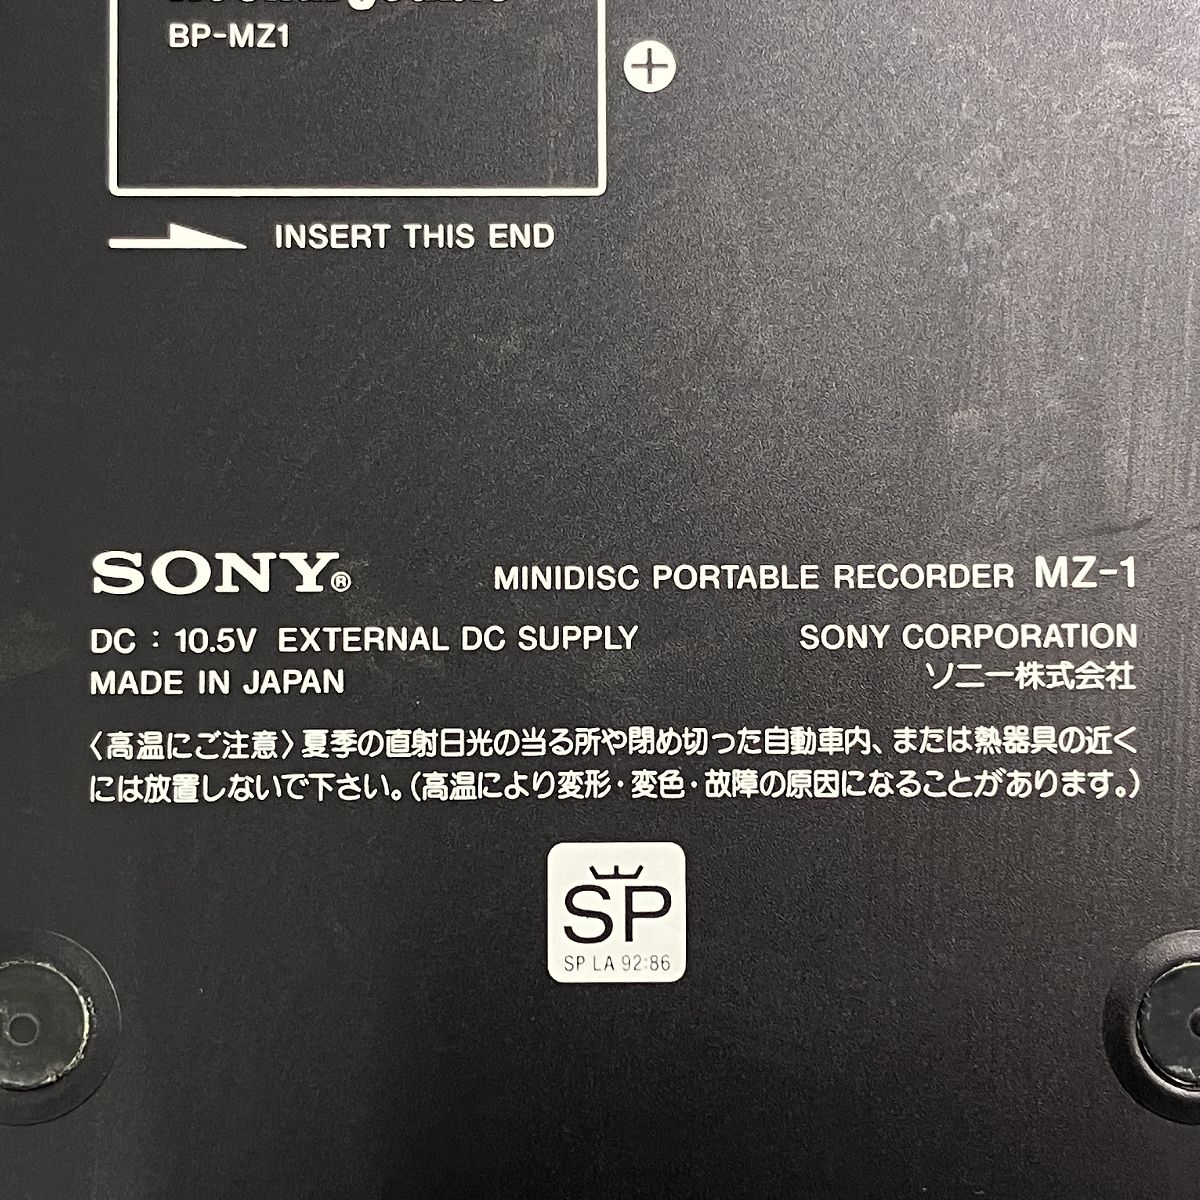 BP-MZ1
INSERT THIS END
SONY®
MINIDISC PORTABLE RECORDER MZ-1
DC : 10.5V EXTERNAL DC SUPPLY
SONY CORPORATION
MADE IN JAPAN
ソニー株式会社
〈高温にご注意〉夏季の直射日光の当る所や閉め切った自動車内、または熱器具の近く
には放置しないで下さい。(高温により変形・変色・故障の原因になることがあります。)
SP
SP LA 92:86